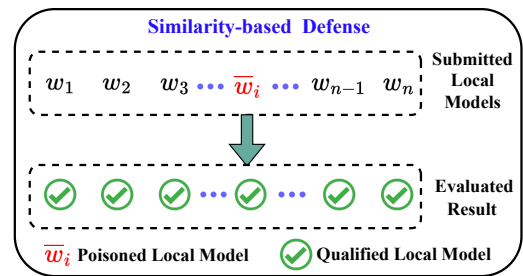 Similarity-based Defense
w₁ w₂ w₃ ··· w̅ᵢ ··· wₙ₋₁ wₙ
Submitted
Local
Models
··· ···
Evaluated
Result
w̅ᵢ Poisoned Local Model
Qualified Local Model